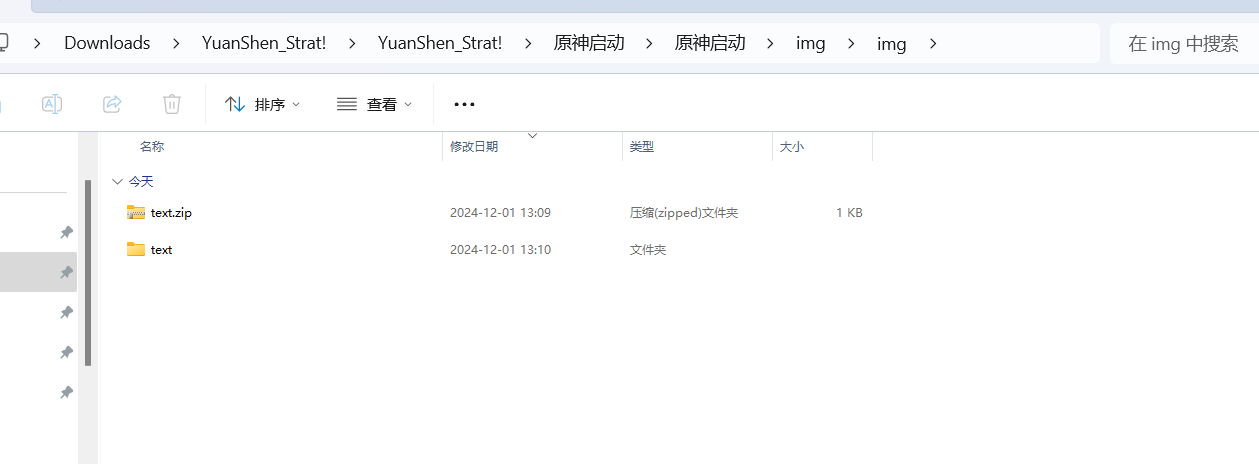 Downloads > YuanShen_Strat! > YuanShen_Strat! > 原神启动 > 原神启动 > img > img > 在 img 中搜索
排序 查看 •••
名称 修改日期 类型 大小
今天
text.zip 2024-12-01 13:09 压缩(zipped)文件夹 1 KB
text 2024-12-01 13:10 文件夹